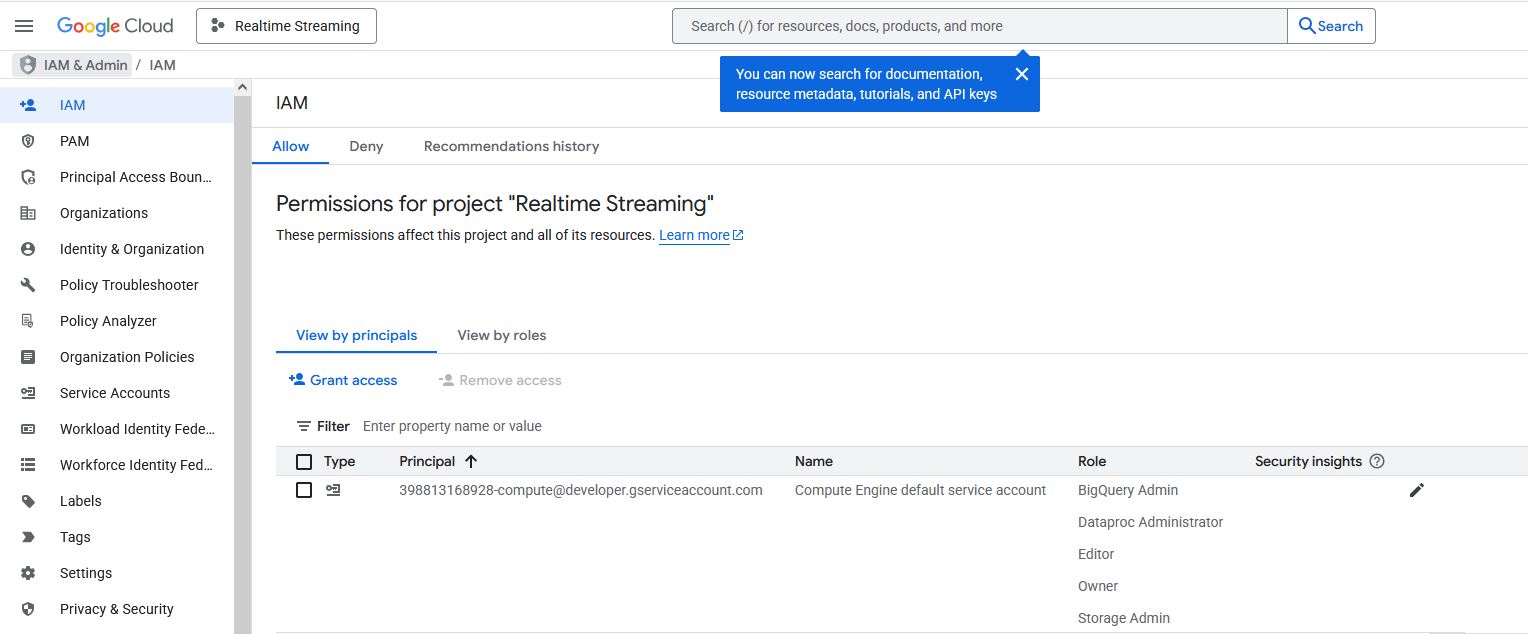 Google Cloud
Realtime Streaming
Search (/) for resources, docs, products, and more
Search
IAM & Admin / IAM
You can now search for documentation,
resource metadata, tutorials, and API keys
IAM
PAM
Principal Access Boun...
Organizations
Identity & Organization
Policy Troubleshooter
Policy Analyzer
Organization Policies
Service Accounts
Workload Identity Fede...
Workforce Identity Fed...
Labels
Tags
Settings
Privacy & Security
IAM
Allow Deny Recommendations history
Permissions for project "Realtime Streaming"
These permissions affect this project and all of its resources. Learn more
View by principals View by roles
Grant access Remove access
Filter Enter property name or value
Type Principal Name Role Security insights
398813168928-compute@developer.gserviceaccount.com Compute Engine default service account BigQuery Admin
Dataproc Administrator
Editor
Owner
Storage Admin